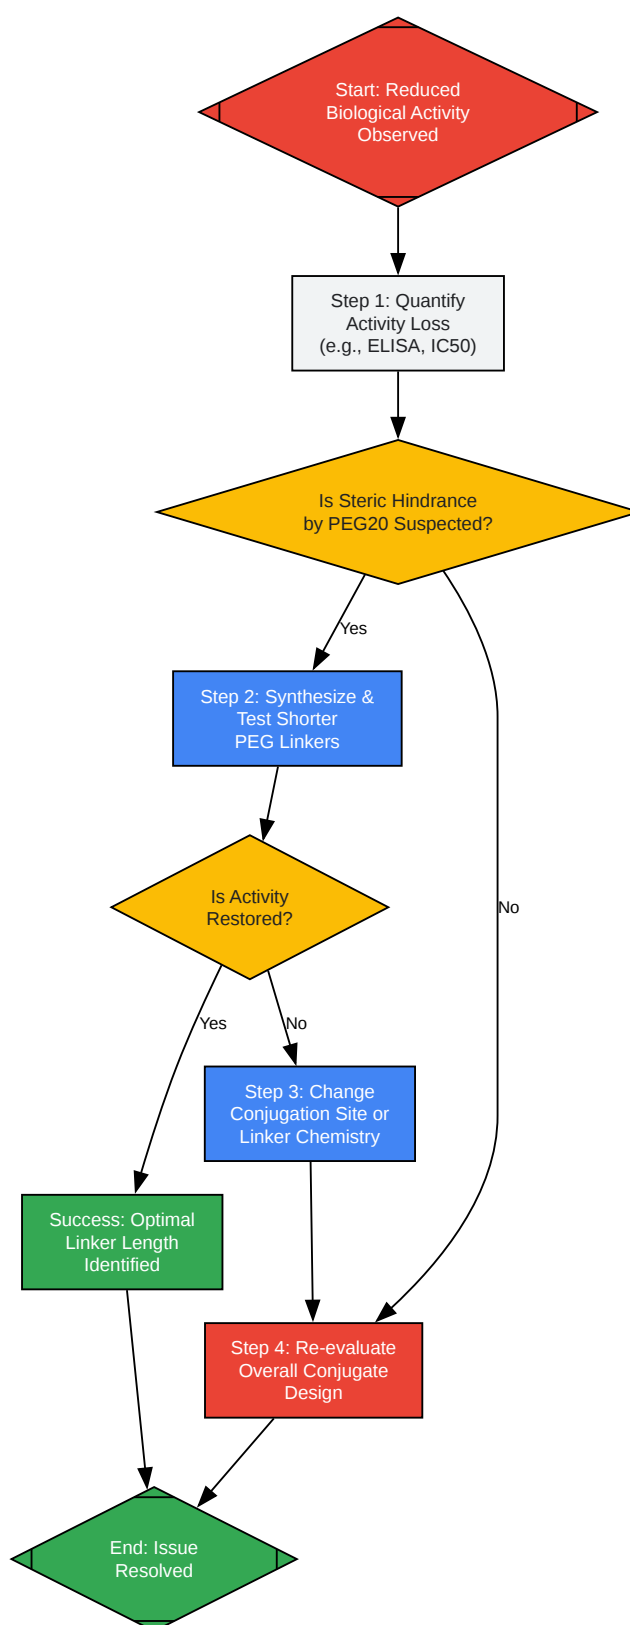 Start: Reduced
Biological Activity
Observed
Step 1: Quantify
Activity Loss
(e.g., ELISA, IC50)
Is Steric Hindrance
by PEG20 Suspected?
Yes
Step 2: Synthesize &
Test Shorter
PEG Linkers
No
Is Activity
Restored?
Yes
No
Step 3: Change
Conjugation Site or
Linker Chemistry
Success: Optimal
Linker Length
Identified
Step 4: Re-evaluate
Overall Conjugate
Design
End: Issue
Resolved